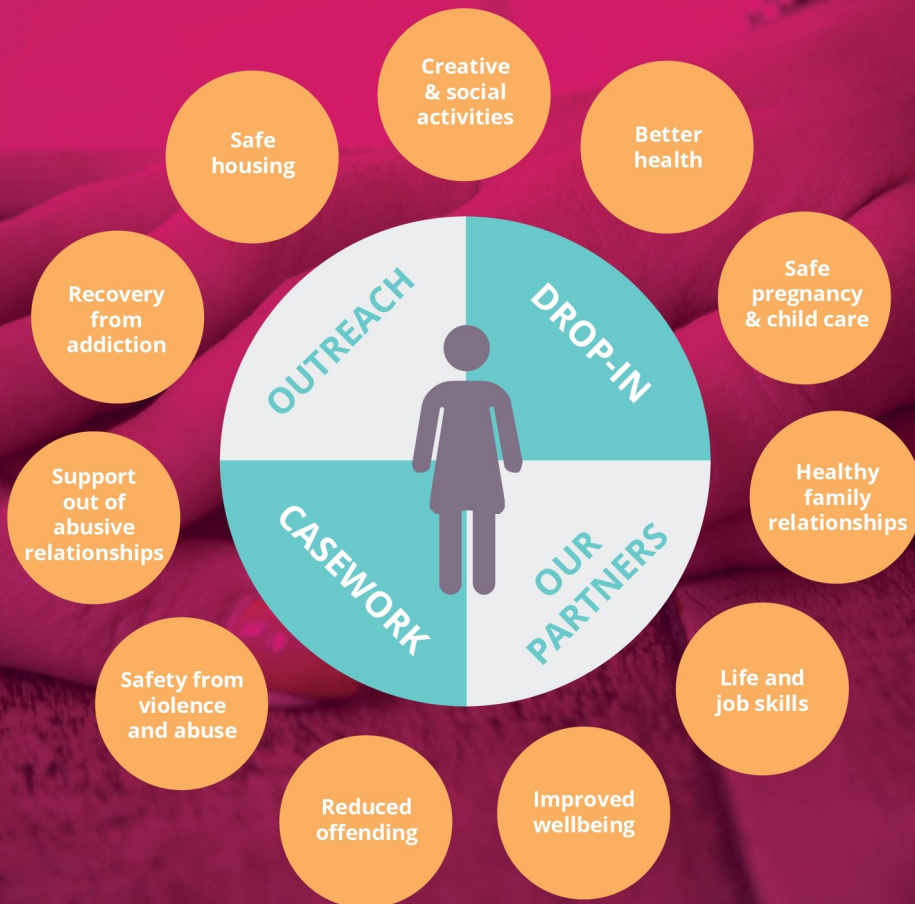 Creative
& social
activities
Better
health
Safe
pregnancy
& child care
Healthy
family
relationships
Life and
job skills
Improved
wellbeing
Reduced
offending
Safety from
violence
and abuse
Support
out of
abusive
relationships
Recovery
from
addiction
Safe
housing
OUTREACH
DROP-IN
CASEWORK
OUR
PARTNERS